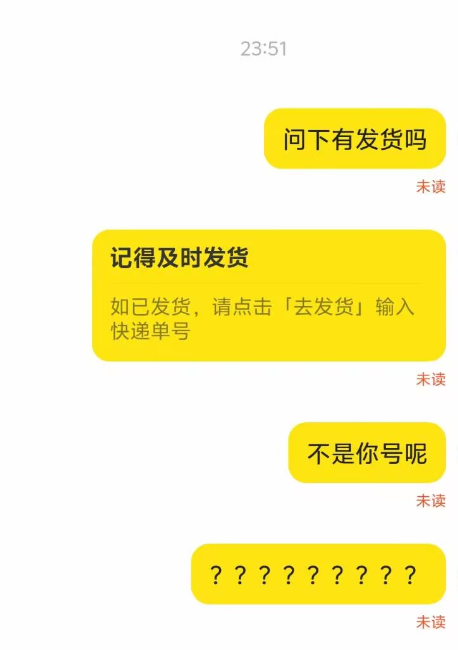 23:51
问下有发货吗
未读
记得及时发货
如已发货，请点击「去发货」输入
快递单号
未读
不是你号呢
未读
？？？？？？？？？
未读